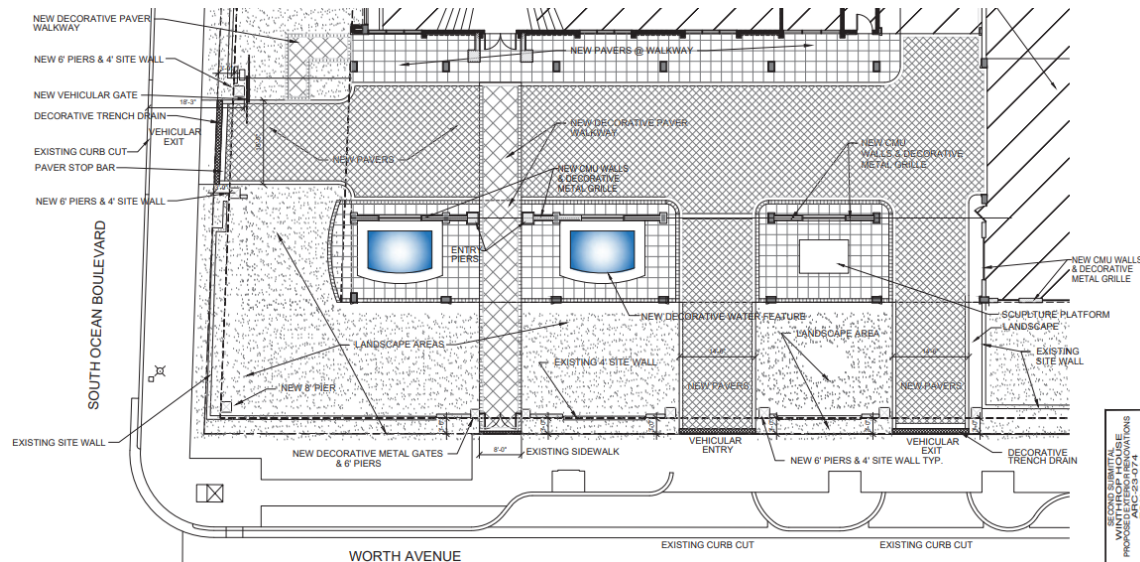 NEW DECORATIVE PAVER
WALKWAY
NEW 6' PIERS & 4' SITE WALL
NEW VEHICULAR GATE
18'-3"
DECORATIVE TRENCH DRAIN
VEHICULAR
EXIT
EXISTING CURB CUT
PAVER STOP BAR
NEW 6' PIERS & 4' SITE WALL
NEW PAVERS @ WALKWAY
NEW PAVERS
NEW DECORATIVE PAVER
WALKWAY
NEW CMU WALLS
& DECORATIVE
METAL GRILLE
NEW CMU
WALLS & DECORATIVE
METAL GRILLE
ENTRY
PIERS
NEW CMU WALLS
& DECORATIVE
METAL GRILLE
NEW DECORATIVE WATER FEATURE
SCUPLTURE PLATFORM
LANDSCAPE
LANDSCAPE AREAS
LANDSCAPE AREA
EXISTING
SITE WALL
EXISTING 4' SITE WALL
NEW 8' PIER
NEW PAVERS
NEW PAVERS
SOUTH OCEAN BOULEVARD
EXISTING SITE WALL
NEW DECORATIVE METAL GATES
& 6' PIERS
8'-0"
EXISTING SIDEWALK
VEHICULAR
ENTRY
NEW 6' PIERS & 4' SITE WALL TYP.
VEHICULAR
EXIT
DECORATIVE
TRENCH DRAIN
EXISTING CURB CUT
EXISTING CURB CUT
WORTH AVENUE
SECOND SUBMITTAL
WINTHROP HOUSE
PROPOSED EXTERIOR RENOVATIONS
ARC-23-074